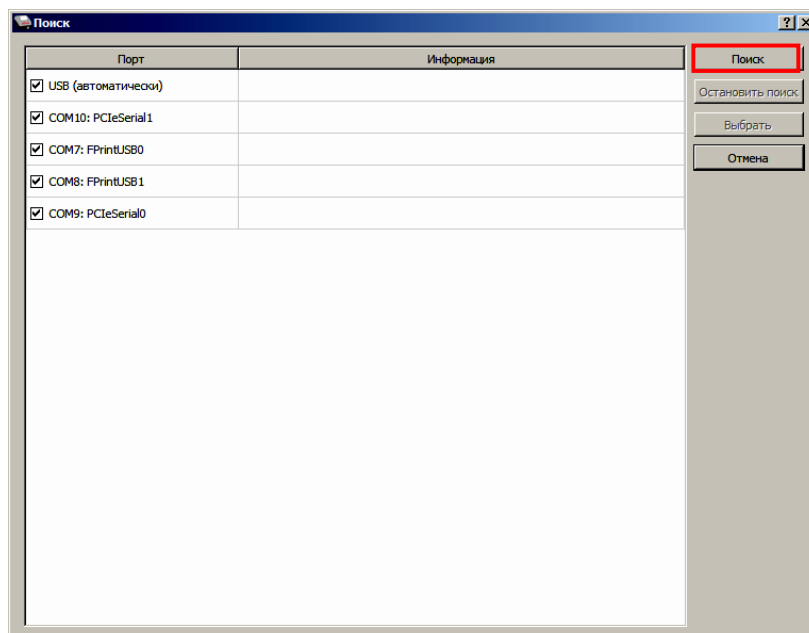 Поиск
Порт Информация
USB (автоматически)
COM10: PCIeSerial1
COM7: FPrintUSB0
COM8: FPrintUSB1
COM9: PCIeSerial0
Поиск
Остановить поиск
Выбрать
Отмена